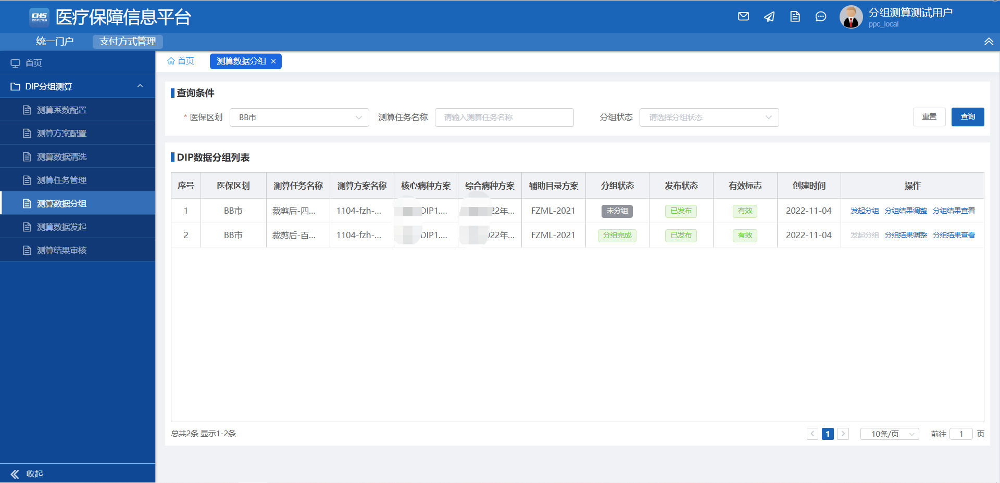 CHS
医疗保障信息平台
分组测算测试用户
ppc_local
统一门户 支付方式管理
首页
DIP分组测算
测算系数配置
测算方案配置
测算数据清洗
测算任务管理
测算数据分组
测算数据发起
测算结果审核
收起
首页 测算数据分组 ×
查询条件
* 医保区划 BB市 测算任务名称 请输入测算任务名称 分组状态 请选择分组状态 重置 查询
DIP数据分组列表
序号 医保区划 测算任务名称 测算方案名称 核心病种方案 综合病种方案 辅助目录方案 分组状态 发布状态 有效标志 创建时间 操作
1 BB市 裁剪后-四... 1104-fzh-... DIP1.... 22年... FZML-2021 未分组 已发布 有效 2022-11-04 发起分组 分组结果调整 分组结果查看
2 BB市 裁剪后-百... 1104-fzh-... DIP1.... 022年... FZML-2021 分组完成 已发布 有效 2022-11-04 发起分组 分组结果调整 分组结果查看
总共2条 显示1-2条 1 10条/页 前往 1 页